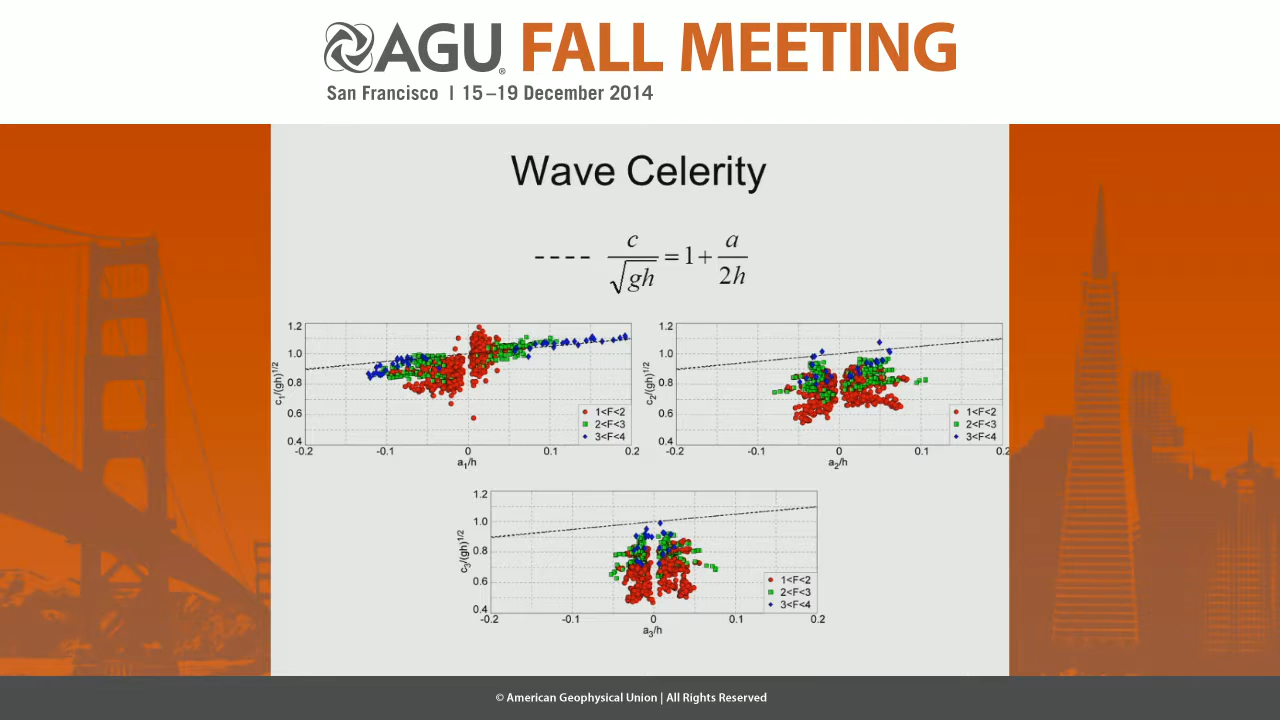 AGU FALL MEETING
San Francisco | 15–19 December 2014
Wave Celerity
---- c/√gh = 1 + a/2h
1.2
1.0
0.8
0.6
0.4
c1/(gh)^1/2
1<F<2
2<F<3
3<F<4
-0.2 -0.1 0 0.1 0.2
a1/h
1.2
1.0
0.8
0.6
0.4
c2/(gh)^1/2
1<F<2
2<F<3
3<F<4
-0.2 -0.1 0 0.1 0.2
a2/h
1.2
1.0
0.8
0.6
0.4
c3/(gh)^1/2
1<F<2
2<F<3
3<F<4
-0.2 -0.1 0 0.1 0.2
a3/h
© American Geophysical Union | All Rights Reserved